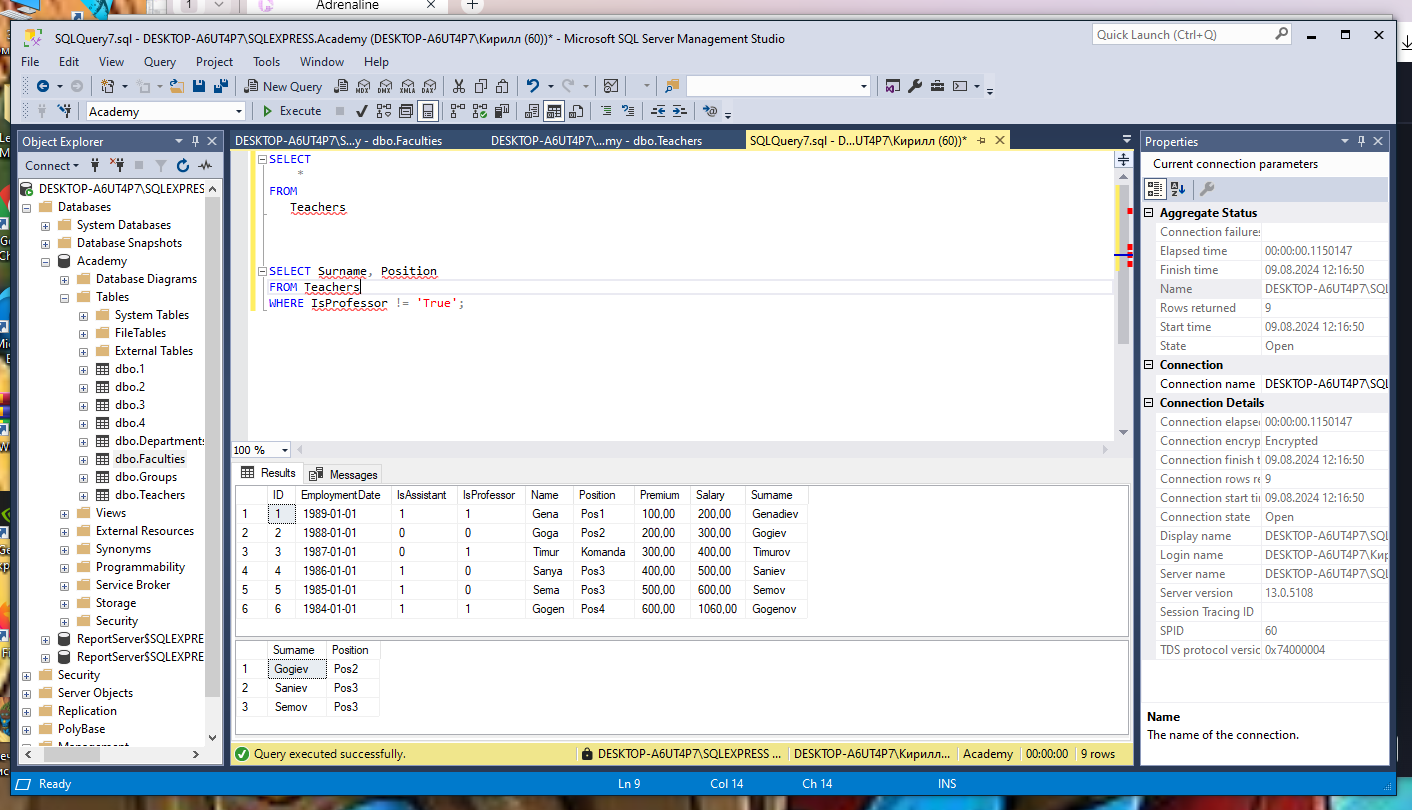 1
Adrenaline
SQLQuery7.sql - DESKTOP-A6UT4P7\SQLEXPRESS.Academy (DESKTOP-A6UT4P7\Кирилл (60))* - Microsoft SQL Server Management Studio
Quick Launch (Ctrl+Q)
File Edit View Query Project Tools Window Help
New Query MDX DMX XMLA DAX
Academy Execute
Object Explorer
Connect
DESKTOP-A6UT4P7\SQLEXPRES
Databases
System Databases
Database Snapshots
Academy
Database Diagrams
Tables
System Tables
FileTables
External Tables
dbo.1
dbo.2
dbo.3
dbo.4
dbo.Departments
dbo.Faculties
dbo.Groups
dbo.Teachers
Views
External Resources
Synonyms
Programmability
Service Broker
Storage
Security
ReportServer$SQLEXPRE
ReportServer$SQLEXPRE
Security
Server Objects
Replication
PolyBase
Management
DESKTOP-A6UT4P7\S...y - dbo.Faculties DESKTOP-A6UT4P7\...my - dbo.Teachers SQLQuery7.sql - D...UT4P7\Кирилл (60))*
SELECT
*
FROM
Teachers
SELECT Surname, Position
FROM Teachers
WHERE IsProfessor != 'True';
100 %
Results Messages
ID EmploymentDate IsAssistant IsProfessor Name Position Premium Salary Surname
1 1 1989-01-01 1 1 Gena Pos1 100,00 200,00 Genadiev
2 2 1988-01-01 0 0 Goga Pos2 200,00 300,00 Gogiev
3 3 1987-01-01 0 1 Timur Komanda 300,00 400,00 Timurov
4 4 1986-01-01 1 0 Sanya Pos3 400,00 500,00 Saniev
5 5 1985-01-01 1 0 Sema Pos3 500,00 600,00 Semov
6 6 1984-01-01 1 1 Gogen Pos4 600,00 1060,00 Gogenov
Surname Position
1 Gogiev Pos2
2 Saniev Pos3
3 Semov Pos3
Query executed successfully. DESKTOP-A6UT4P7\SQLEXPRESS ... DESKTOP-A6UT4P7\Кирилл... Academy 00:00:00 9 rows
Properties
Current connection parameters
Aggregate Status
Connection failures
Elapsed time 00:00:00.1150147
Finish time 09.08.2024 12:16:50
Name DESKTOP-A6UT4P7\SQL
Rows returned 9
Start time 09.08.2024 12:16:50
State Open
Connection
Connection name DESKTOP-A6UT4P7\SQL
Connection Details
Connection elapse 00:00:00.1150147
Connection encryp Encrypted
Connection finish t 09.08.2024 12:16:50
Connection rows re 9
Connection start ti 09.08.2024 12:16:50
Connection state Open
Display name DESKTOP-A6UT4P7\SQL
Login name DESKTOP-A6UT4P7\Кир
Server name DESKTOP-A6UT4P7\SQL
Server version 13.0.5108
Session Tracing ID
SPID 60
TDS protocol versic 0x74000004
Name
The name of the connection.
Ready Ln 9 Col 14 Ch 14 INS